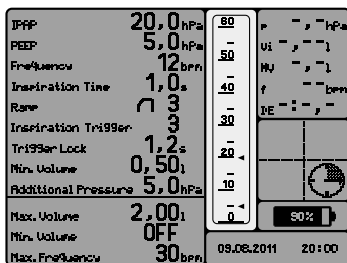 IPAP 20,0 hPa
PEEP 5,0 hPa
Frequency 12 bpm
Inspiration Time 1,0 s
Ramp 3
Inspiration Trigger 3
Trigger Lock 1,2 s
Min. Volume 0,50 l
Additional Pressure 5,0 hPa
Max. Volume 2,00 l
Min. Volume OFF
Max. Frequency 30 bpm
60
50
40
30
20
10
0
P -,- hPa
Vi -,- l
MV -,- l
f -- bpm
I:E -:-,-
90%
09.08.2011 20:00